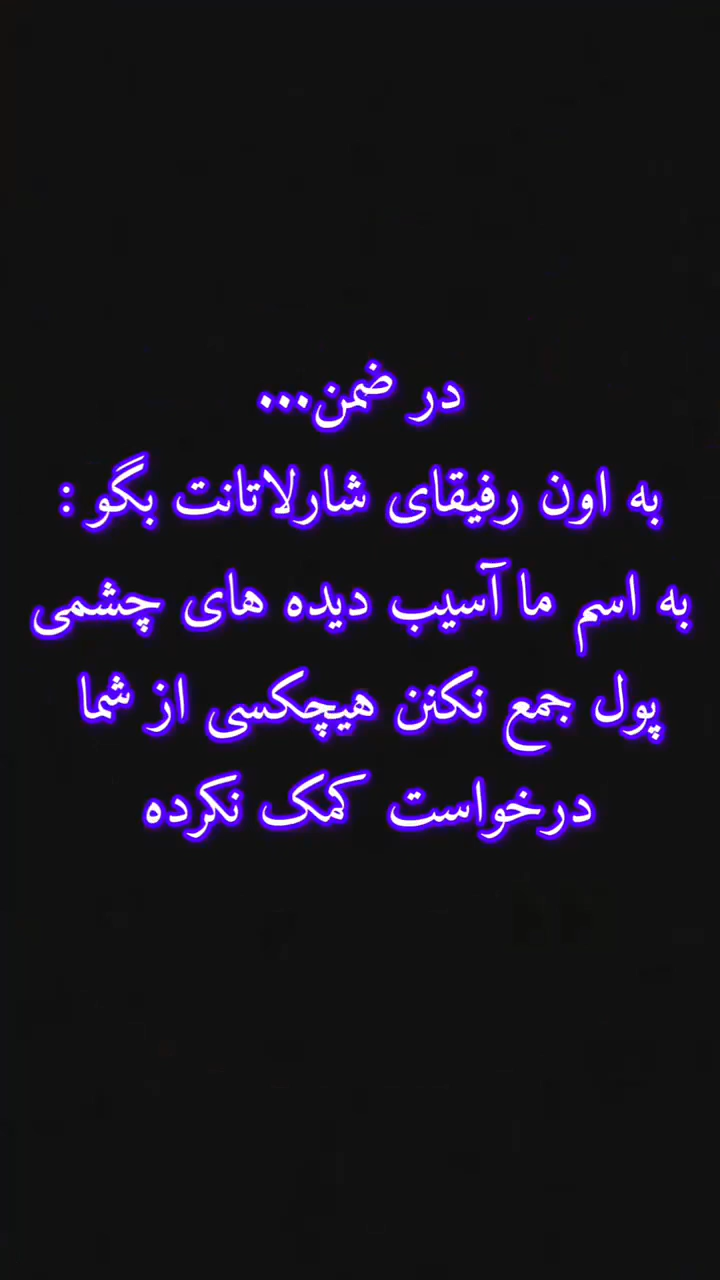 در ضمن...
به اون رفیقای شارلاتانت بگو :
به اسم ما آسیب دیده های چشمی
پول جمع نکنن هیچکسی از شما
درخواست کمک نکرده